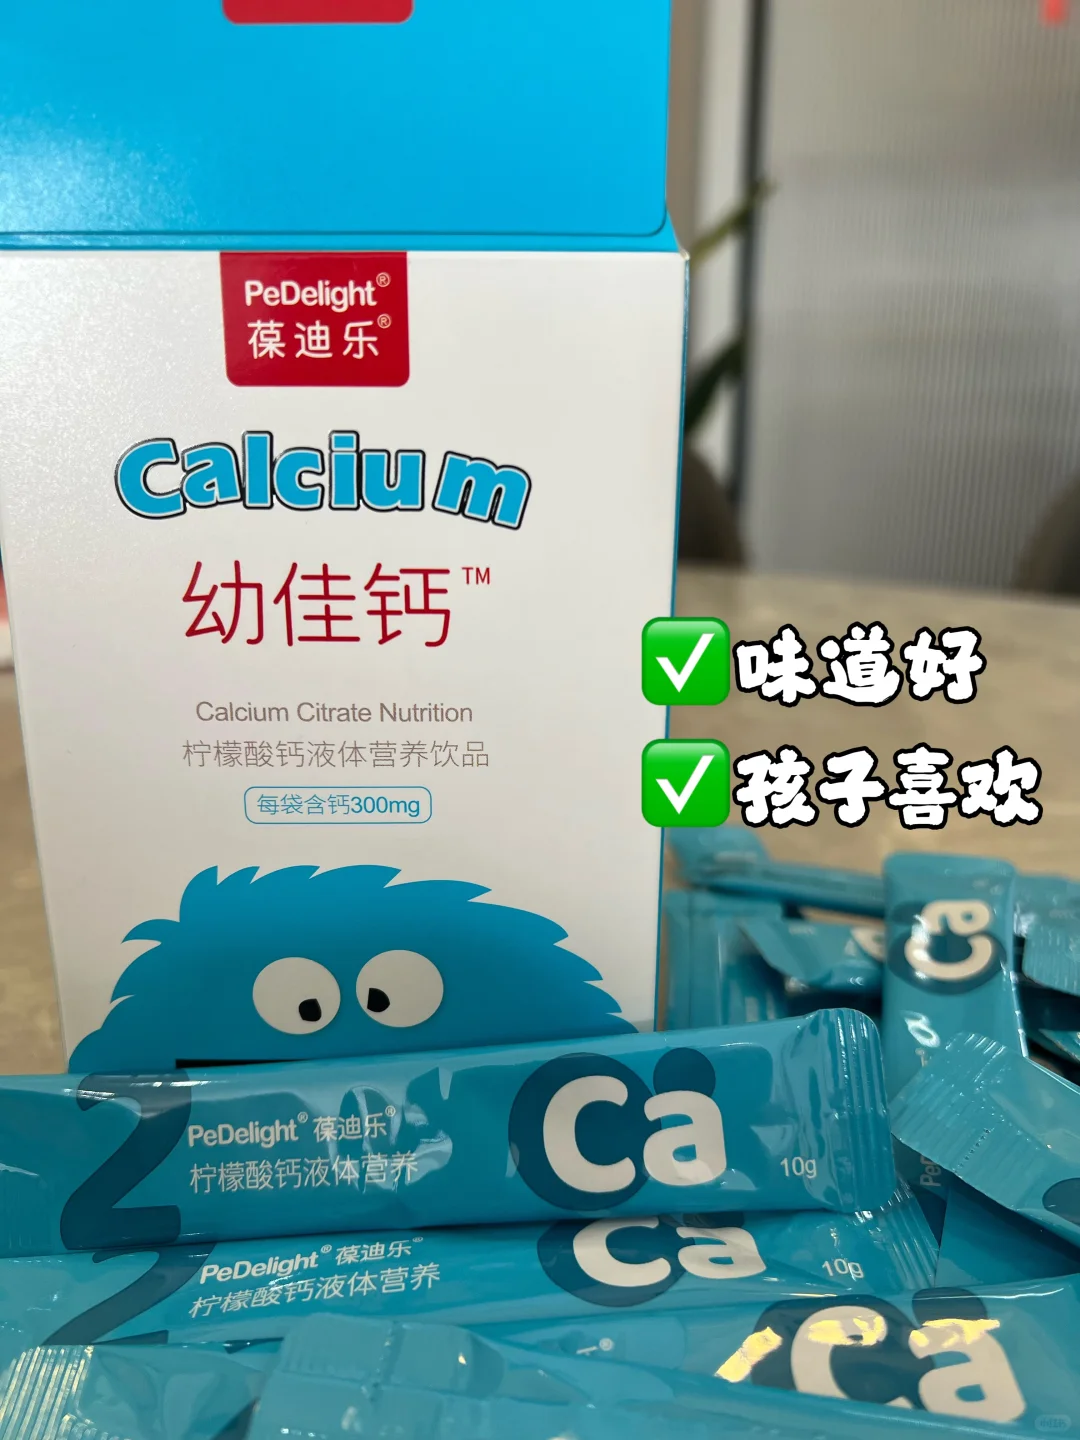 PeDelight®
葆迪乐®
Calcium
幼佳钙™
Calcium Citrate Nutrition
柠檬酸钙液体营养饮品
每袋含钙300mg
✅味道好
✅孩子喜欢
Ca
2
PeDelight® 葆迪乐®
柠檬酸钙液体营养
Ca
10g
2
PeDelight® 葆迪乐®
柠檬酸钙液体营养
Ca
10g
Ca